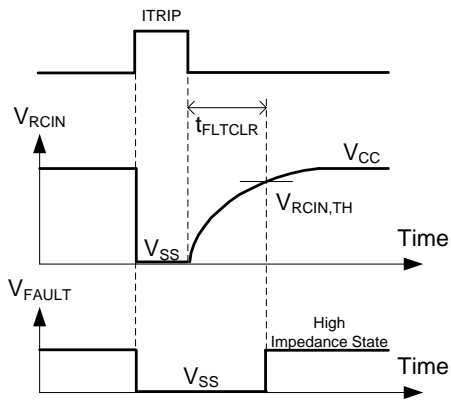 ITRIP
VRCIN
tFLTCLR
VCC
VRCIN,TH
VSS
Time
VFAULT
High
Impedance State
VSS
Time